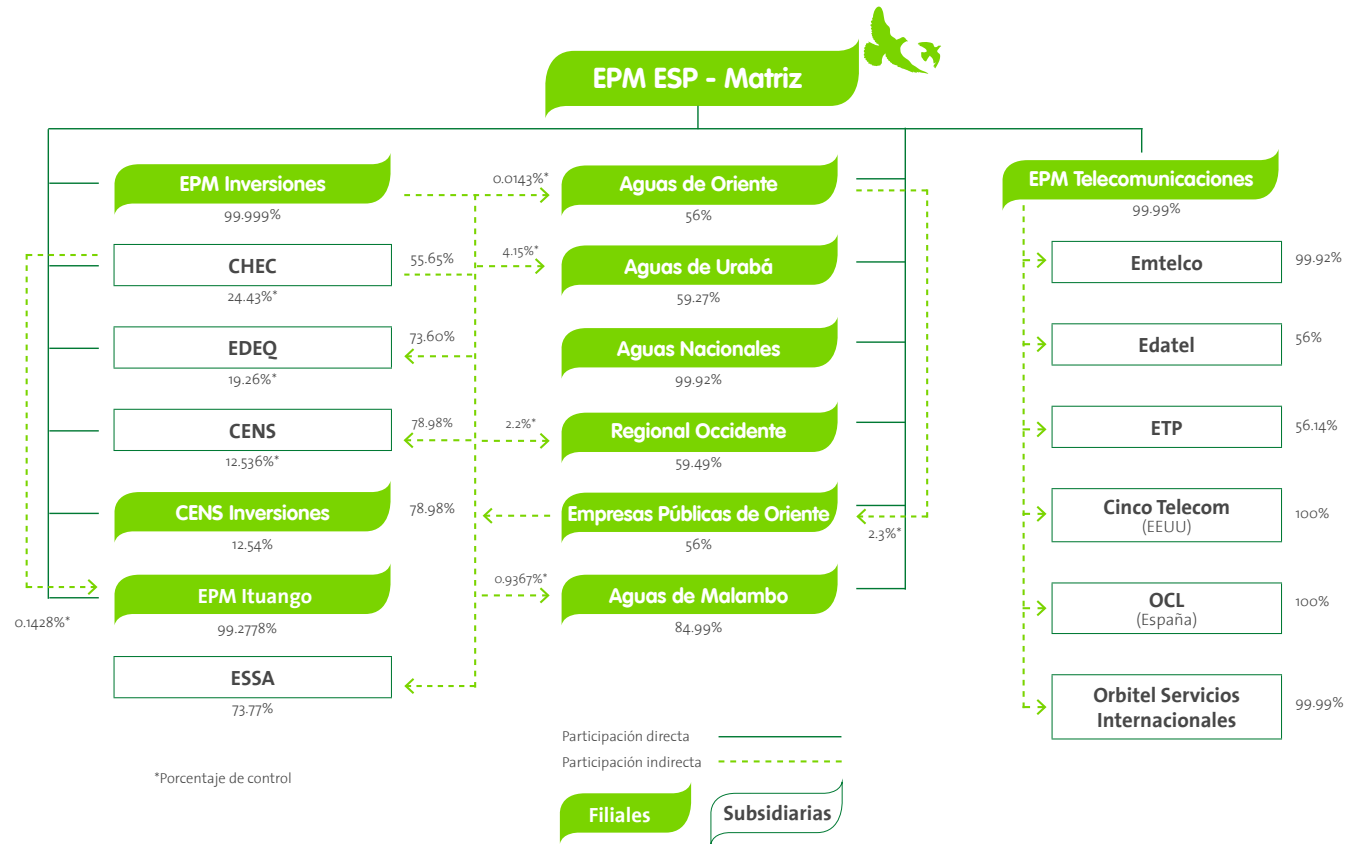 EPM ESP - Matriz
EPM Inversiones
99.999%
CHEC
55.65%
24.43%*
EDEQ
73.60%
19.26%*
CENS
78.98%
12.536%*
CENS Inversiones
78.98%
12.54%
EPM Ituango
0.1428%*
99.2778%
ESSA
73.77%
*Porcentaje de control
0.0143%*
Aguas de Oriente
56%
4.15%*
Aguas de Urabá
59.27%
Aguas Nacionales
99.92%
2.2%*
Regional Occidente
59.49%
Empresas Públicas de Oriente
2.3%*
56%
0.9367%*
Aguas de Malambo
84.99%
EPM Telecomunicaciones
99.99%
Emtelco
99.92%
Edatel
56%
ETP
56.14%
Cinco Telecom
(EEUU)
100%
OCL
(España)
100%
Orbitel Servicios
Internacionales
99.99%
Participación directa
Participación indirecta
Filiales
Subsidiarias